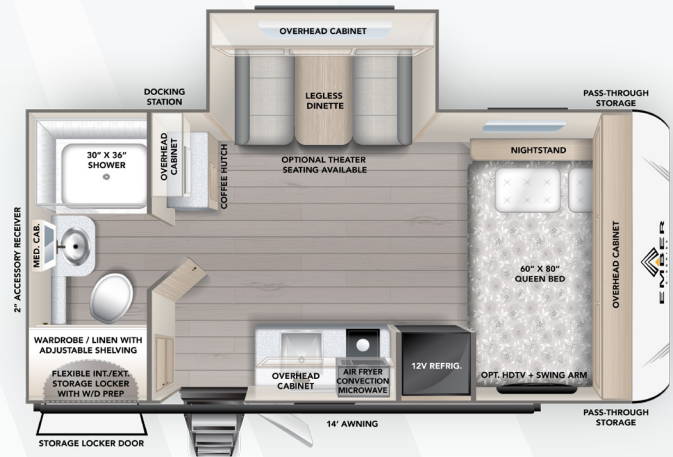 OVERHEAD CABINET
DOCKING
STATION
LEGLESS
DINETTE
PASS-THROUGH
STORAGE
30" X 36"
SHOWER
OVERHEAD
CABINET
COFFEE HUTCH
OPTIONAL THEATER
SEATING AVAILABLE
NIGHTSTAND
2" ACCESSORY RECEIVER
MED. CAB.
60" X 80"
QUEEN BED
OVERHEAD CABINET
EMBER
WARDROBE / LINEN WITH
ADJUSTABLE SHELVING
FLEXIBLE INT./EXT.
STORAGE LOCKER
WITH W/D PREP
OVERHEAD
CABINET
AIR FRYER
CONVECTION
MICROWAVE
12V REFRIG.
OPT. HDTV + SWING ARM
STORAGE LOCKER DOOR
14' AWNING
PASS-THROUGH
STORAGE